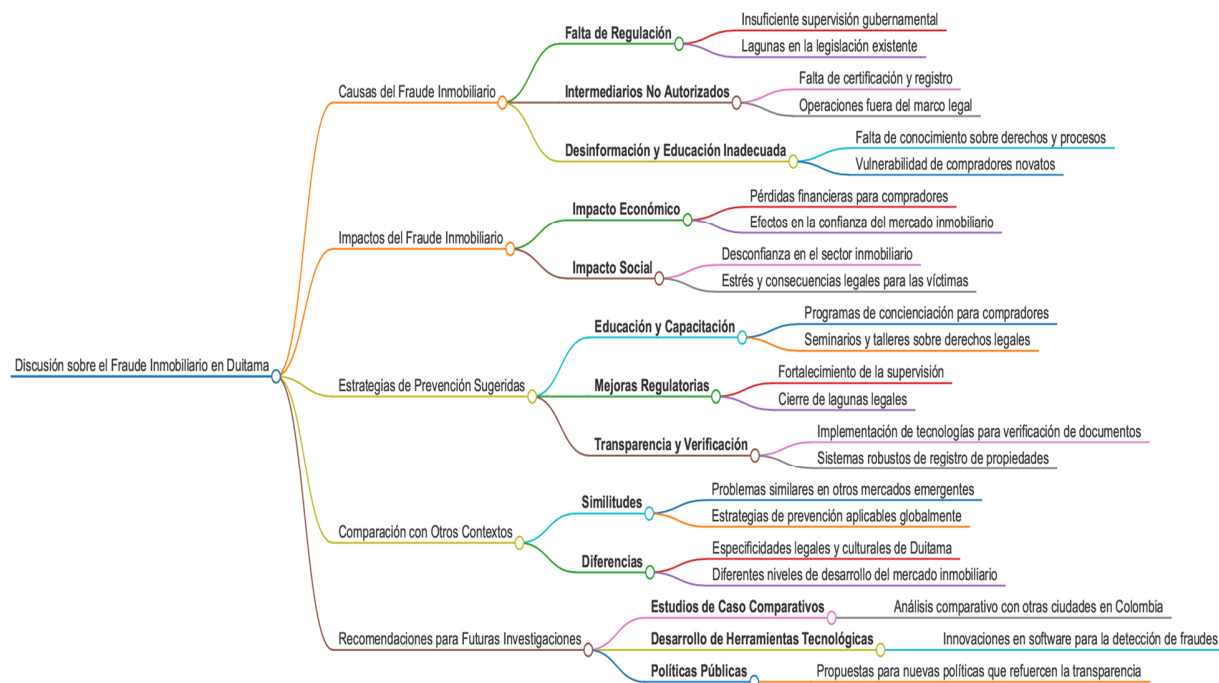 Discusión sobre el Fraude Inmobiliario en Duitama
Causas del Fraude Inmobiliario
Falta de Regulación
Insuficiente supervisión gubernamental
Lagunas en la legislación existente
Intermediarios No Autorizados
Falta de certificación y registro
Operaciones fuera del marco legal
Desinformación y Educación Inadecuada
Falta de conocimiento sobre derechos y procesos
Vulnerabilidad de compradores novatos
Impactos del Fraude Inmobiliario
Impacto Económico
Pérdidas financieras para compradores
Efectos en la confianza del mercado inmobiliario
Impacto Social
Desconfianza en el sector inmobiliario
Estrés y consecuencias legales para las víctimas
Estrategias de Prevención Sugeridas
Educación y Capacitación
Programas de concienciación para compradores
Seminarios y talleres sobre derechos legales
Mejoras Regulatorias
Fortalecimiento de la supervisión
Cierre de lagunas legales
Transparencia y Verificación
Implementación de tecnologías para verificación de documentos
Sistemas robustos de registro de propiedades
Comparación con Otros Contextos
Similitudes
Problemas similares en otros mercados emergentes
Estrategias de prevención aplicables globalmente
Diferencias
Especificidades legales y culturales de Duitama
Diferentes niveles de desarrollo del mercado inmobiliario
Recomendaciones para Futuras Investigaciones
Estudios de Caso Comparativos
Análisis comparativo con otras ciudades en Colombia
Desarrollo de Herramientas Tecnológicas
Innovaciones en software para la detección de fraudes
Políticas Públicas
Propuestas para nuevas políticas que refuercen la transparencia